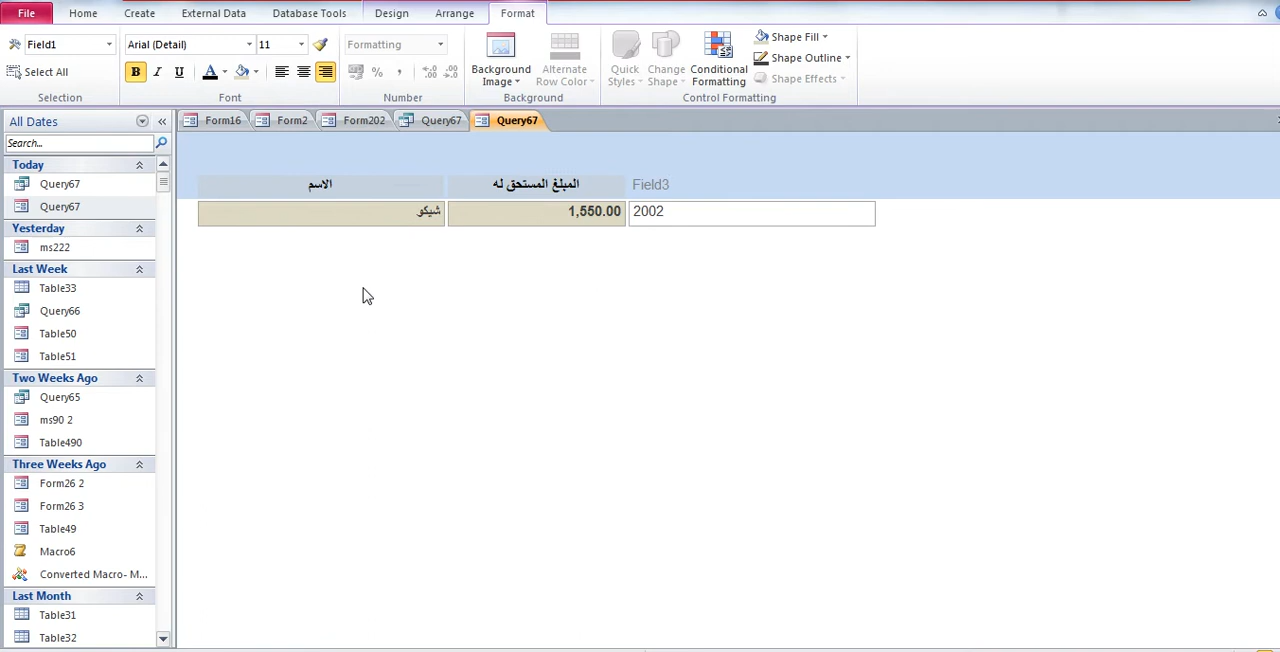 File Home Create External Data Database Tools Design Arrange Format
Field1 Arial (Detail) 11 Formatting
Select All B I U A % ,
Background Image Alternate Row Color Quick Styles Change Shape Conditional Formatting Shape Fill Shape Outline Shape Effects
Selection Font Number Background Control Formatting
All Dates « Form16 Form2 Form202 Query67 Query67
Search...
Today
Query67
Query67
Yesterday
ms222
Last Week
Table33
Query66
Table50
Table51
Two Weeks Ago
Query65
ms90 2
Table490
Three Weeks Ago
Form26 2
Form26 3
Table49
Macro6
Converted Macro- M...
Last Month
Table31
Table32
الاسم المبلغ المستحق له Field3
شيكو 1,550.00 2002